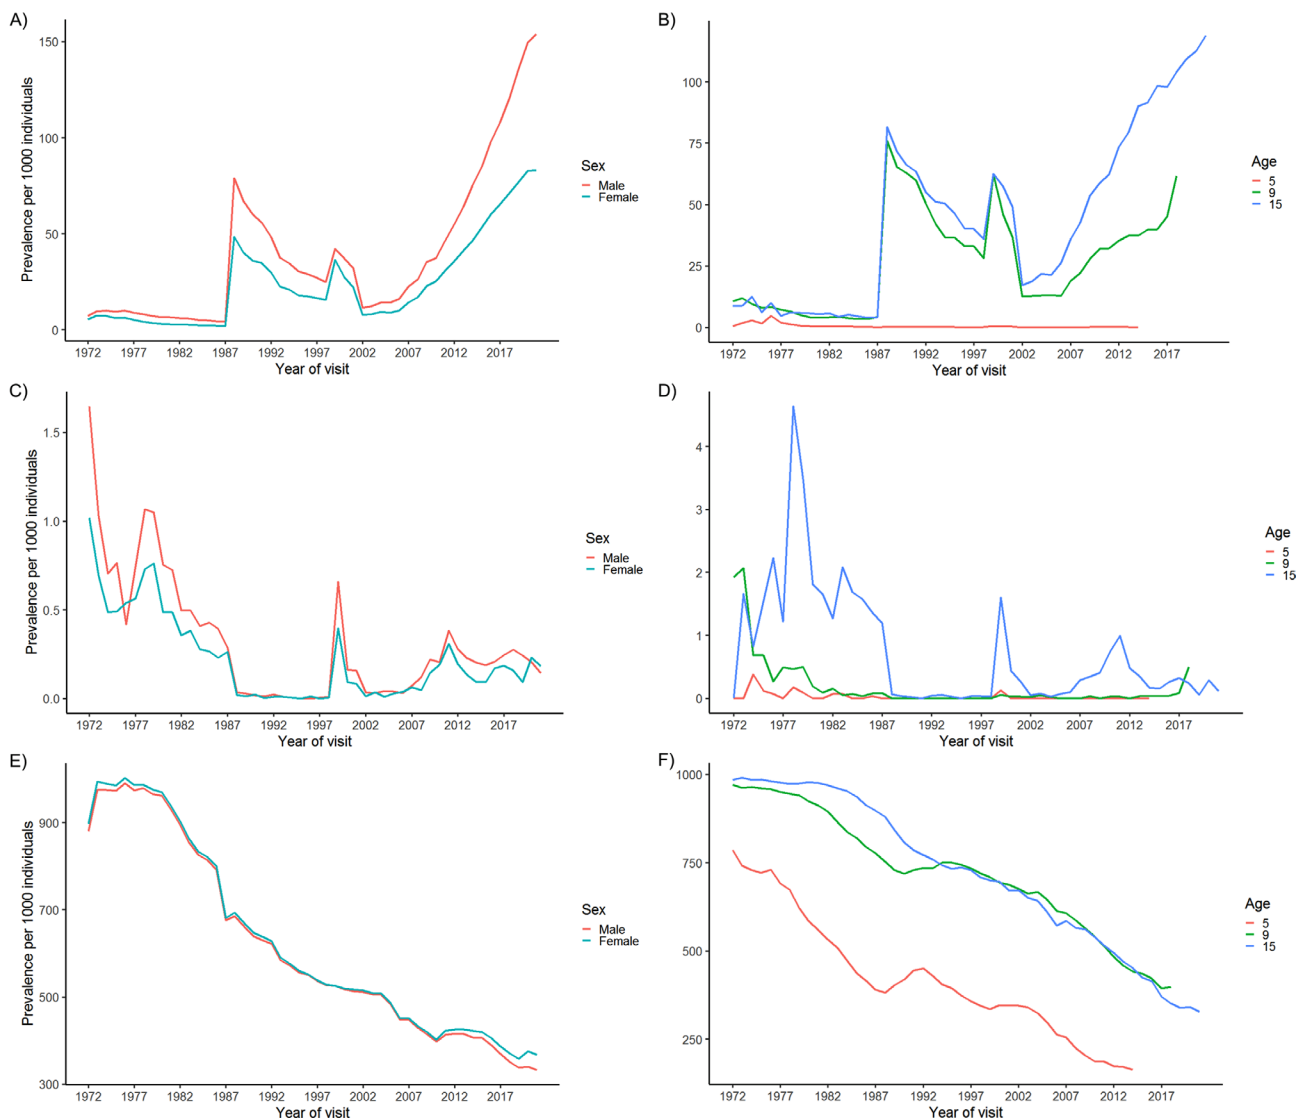 A)
Prevalence per 1000 individuals
150
100
50
0
1972 1977 1982 1987 1992 1997 2002 2007 2012 2017
Year of visit
Sex
Male
Female
B)
100
75
50
25
0
1972 1977 1982 1987 1992 1997 2002 2007 2012 2017
Year of visit
Age
5
9
15
C)
Prevalence per 1000 individuals
1.5
1.0
0.5
0.0
1972 1977 1982 1987 1992 1997 2002 2007 2012 2017
Year of visit
Sex
Male
Female
D)
4
3
2
1
0
1972 1977 1982 1987 1992 1997 2002 2007 2012 2017
Year of visit
Age
5
9
15
E)
Prevalence per 1000 individuals
900
700
500
300
1972 1977 1982 1987 1992 1997 2002 2007 2012 2017
Year of visit
Sex
Male
Female
F)
1000
750
500
250
1972 1977 1982 1987 1992 1997 2002 2007 2012 2017
Year of visit
Age
5
9
15